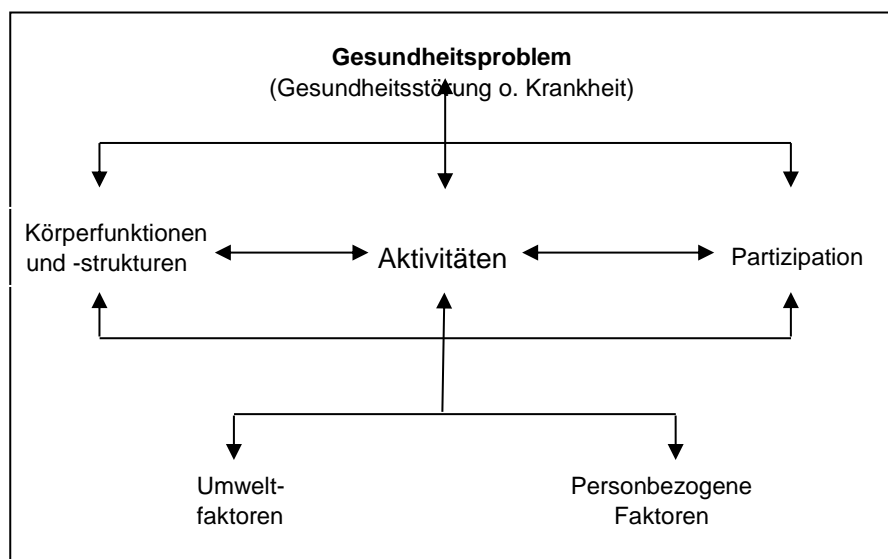 Gesundheitsproblem
(Gesundheitsstörung o. Krankheit)
Körperfunktionen
und -strukturen
Aktivitäten
Partizipation
Umwelt-
faktoren
Personbezogene
Faktoren